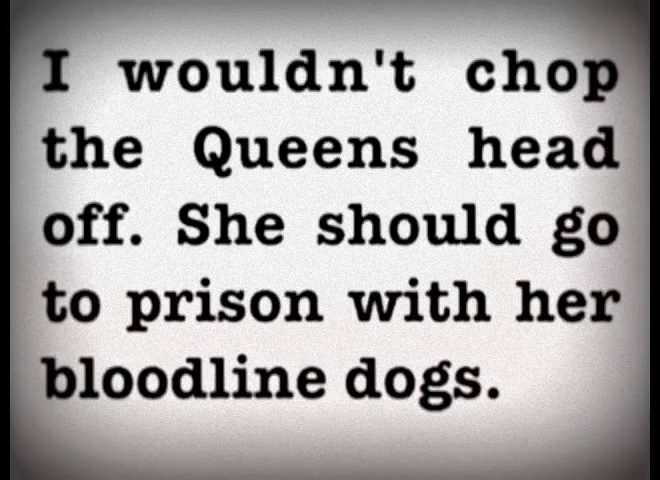 I wouldn't chop
the Queens head
off. She should go
to prison with her
bloodline dogs.